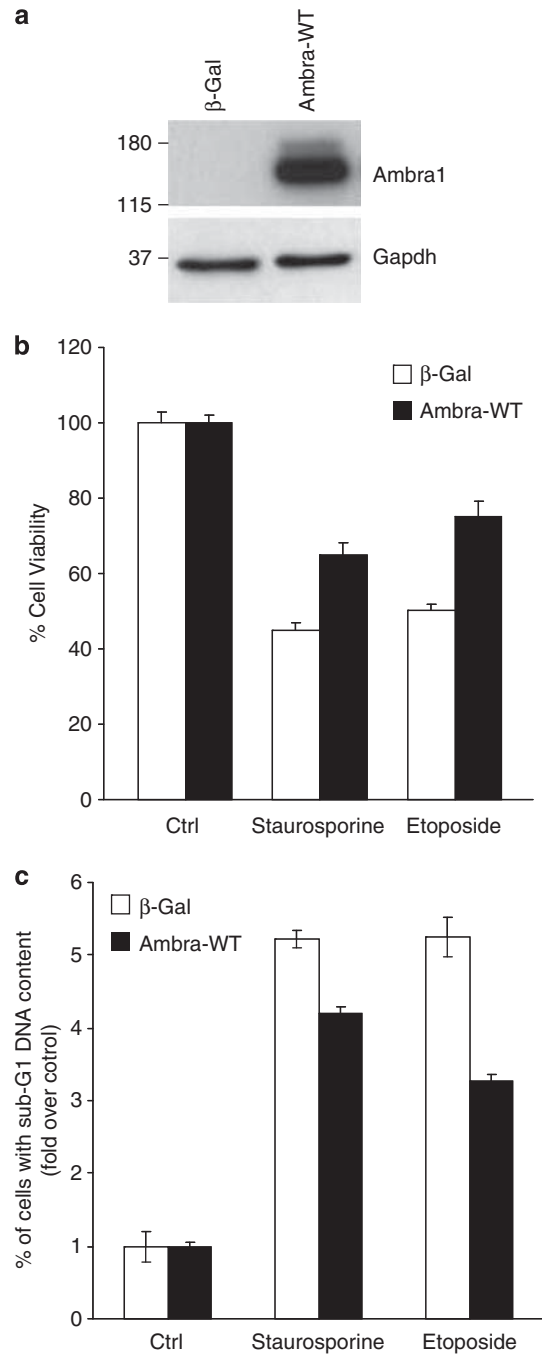 a
β-Gal
Ambra-WT
180
Ambra1
115
37
Gapdh
b
120
100
80
60
40
20
0
% Cell Viability
β-Gal
Ambra-WT
Ctrl
Staurosporine
Etoposide
c
6
5
4
3
2
1
0
% of cells with sub-G1 DNA content
(fold over cotrol)
β-Gal
Ambra-WT
Ctrl
Staurosporine
Etoposide